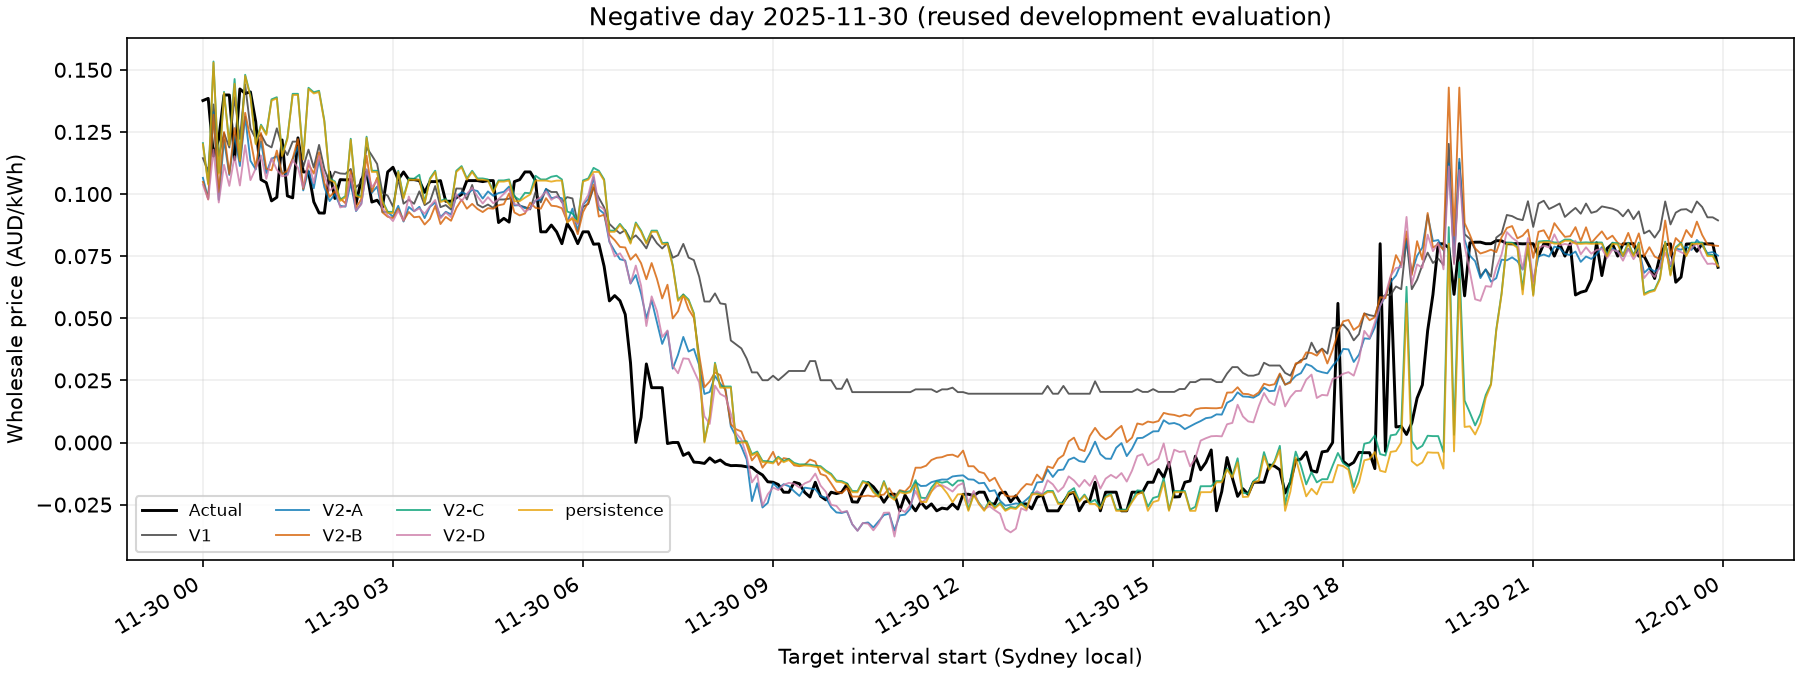 Negative day 2025-11-30 (reused development evaluation)
Wholesale price (AUD/kWh)
0.150
0.125
0.100
0.075
0.050
0.025
0.000
−0.025
Actual V2-A V2-C persistence
V1 V2-B V2-D
11-30 00 11-30 03 11-30 06 11-30 09 11-30 12 11-30 15 11-30 18 11-30 21 12-01 00
Target interval start (Sydney local)